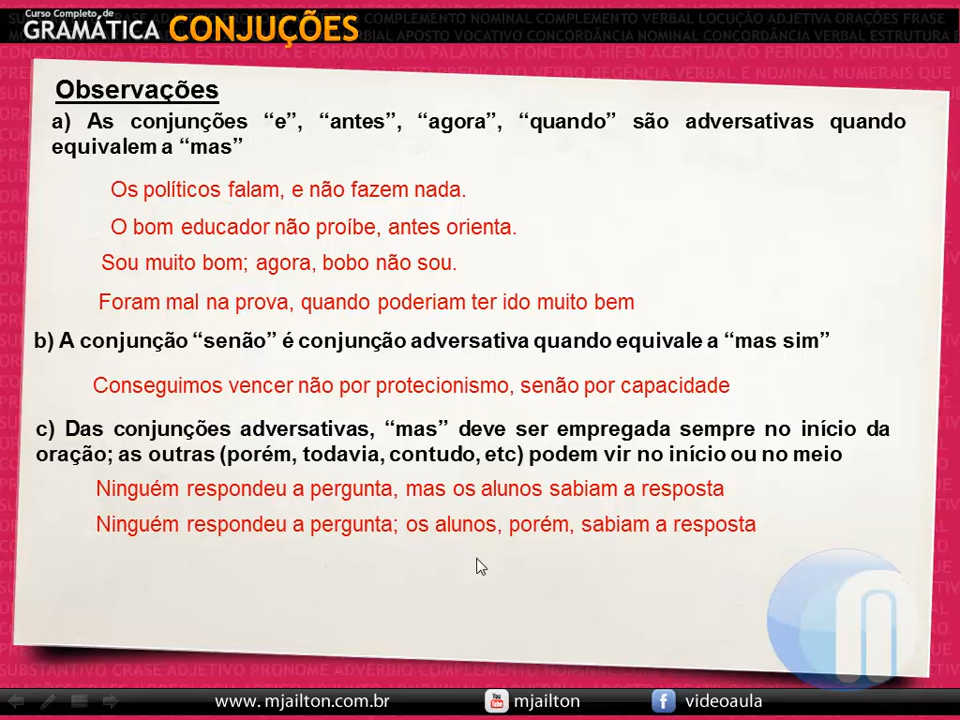 Curso Completo de
GRAMÁTICA CONJUÇÕES
Observações
a) As conjunções “e”, “antes”, “agora”, “quando” são adversativas quando
equivalem a “mas”
Os políticos falam, e não fazem nada.
O bom educador não proíbe, antes orienta.
Sou muito bom; agora, bobo não sou.
Foram mal na prova, quando poderiam ter ido muito bem
b) A conjunção “senão” é conjunção adversativa quando equivale a “mas sim”
Conseguimos vencer não por protecionismo, senão por capacidade
c) Das conjunções adversativas, “mas” deve ser empregada sempre no início da
oração; as outras (porém, todavia, contudo, etc) podem vir no início ou no meio
Ninguém respondeu a pergunta, mas os alunos sabiam a resposta
Ninguém respondeu a pergunta; os alunos, porém, sabiam a resposta
www. mjailton.com.br You Tube mjailton f videoaula